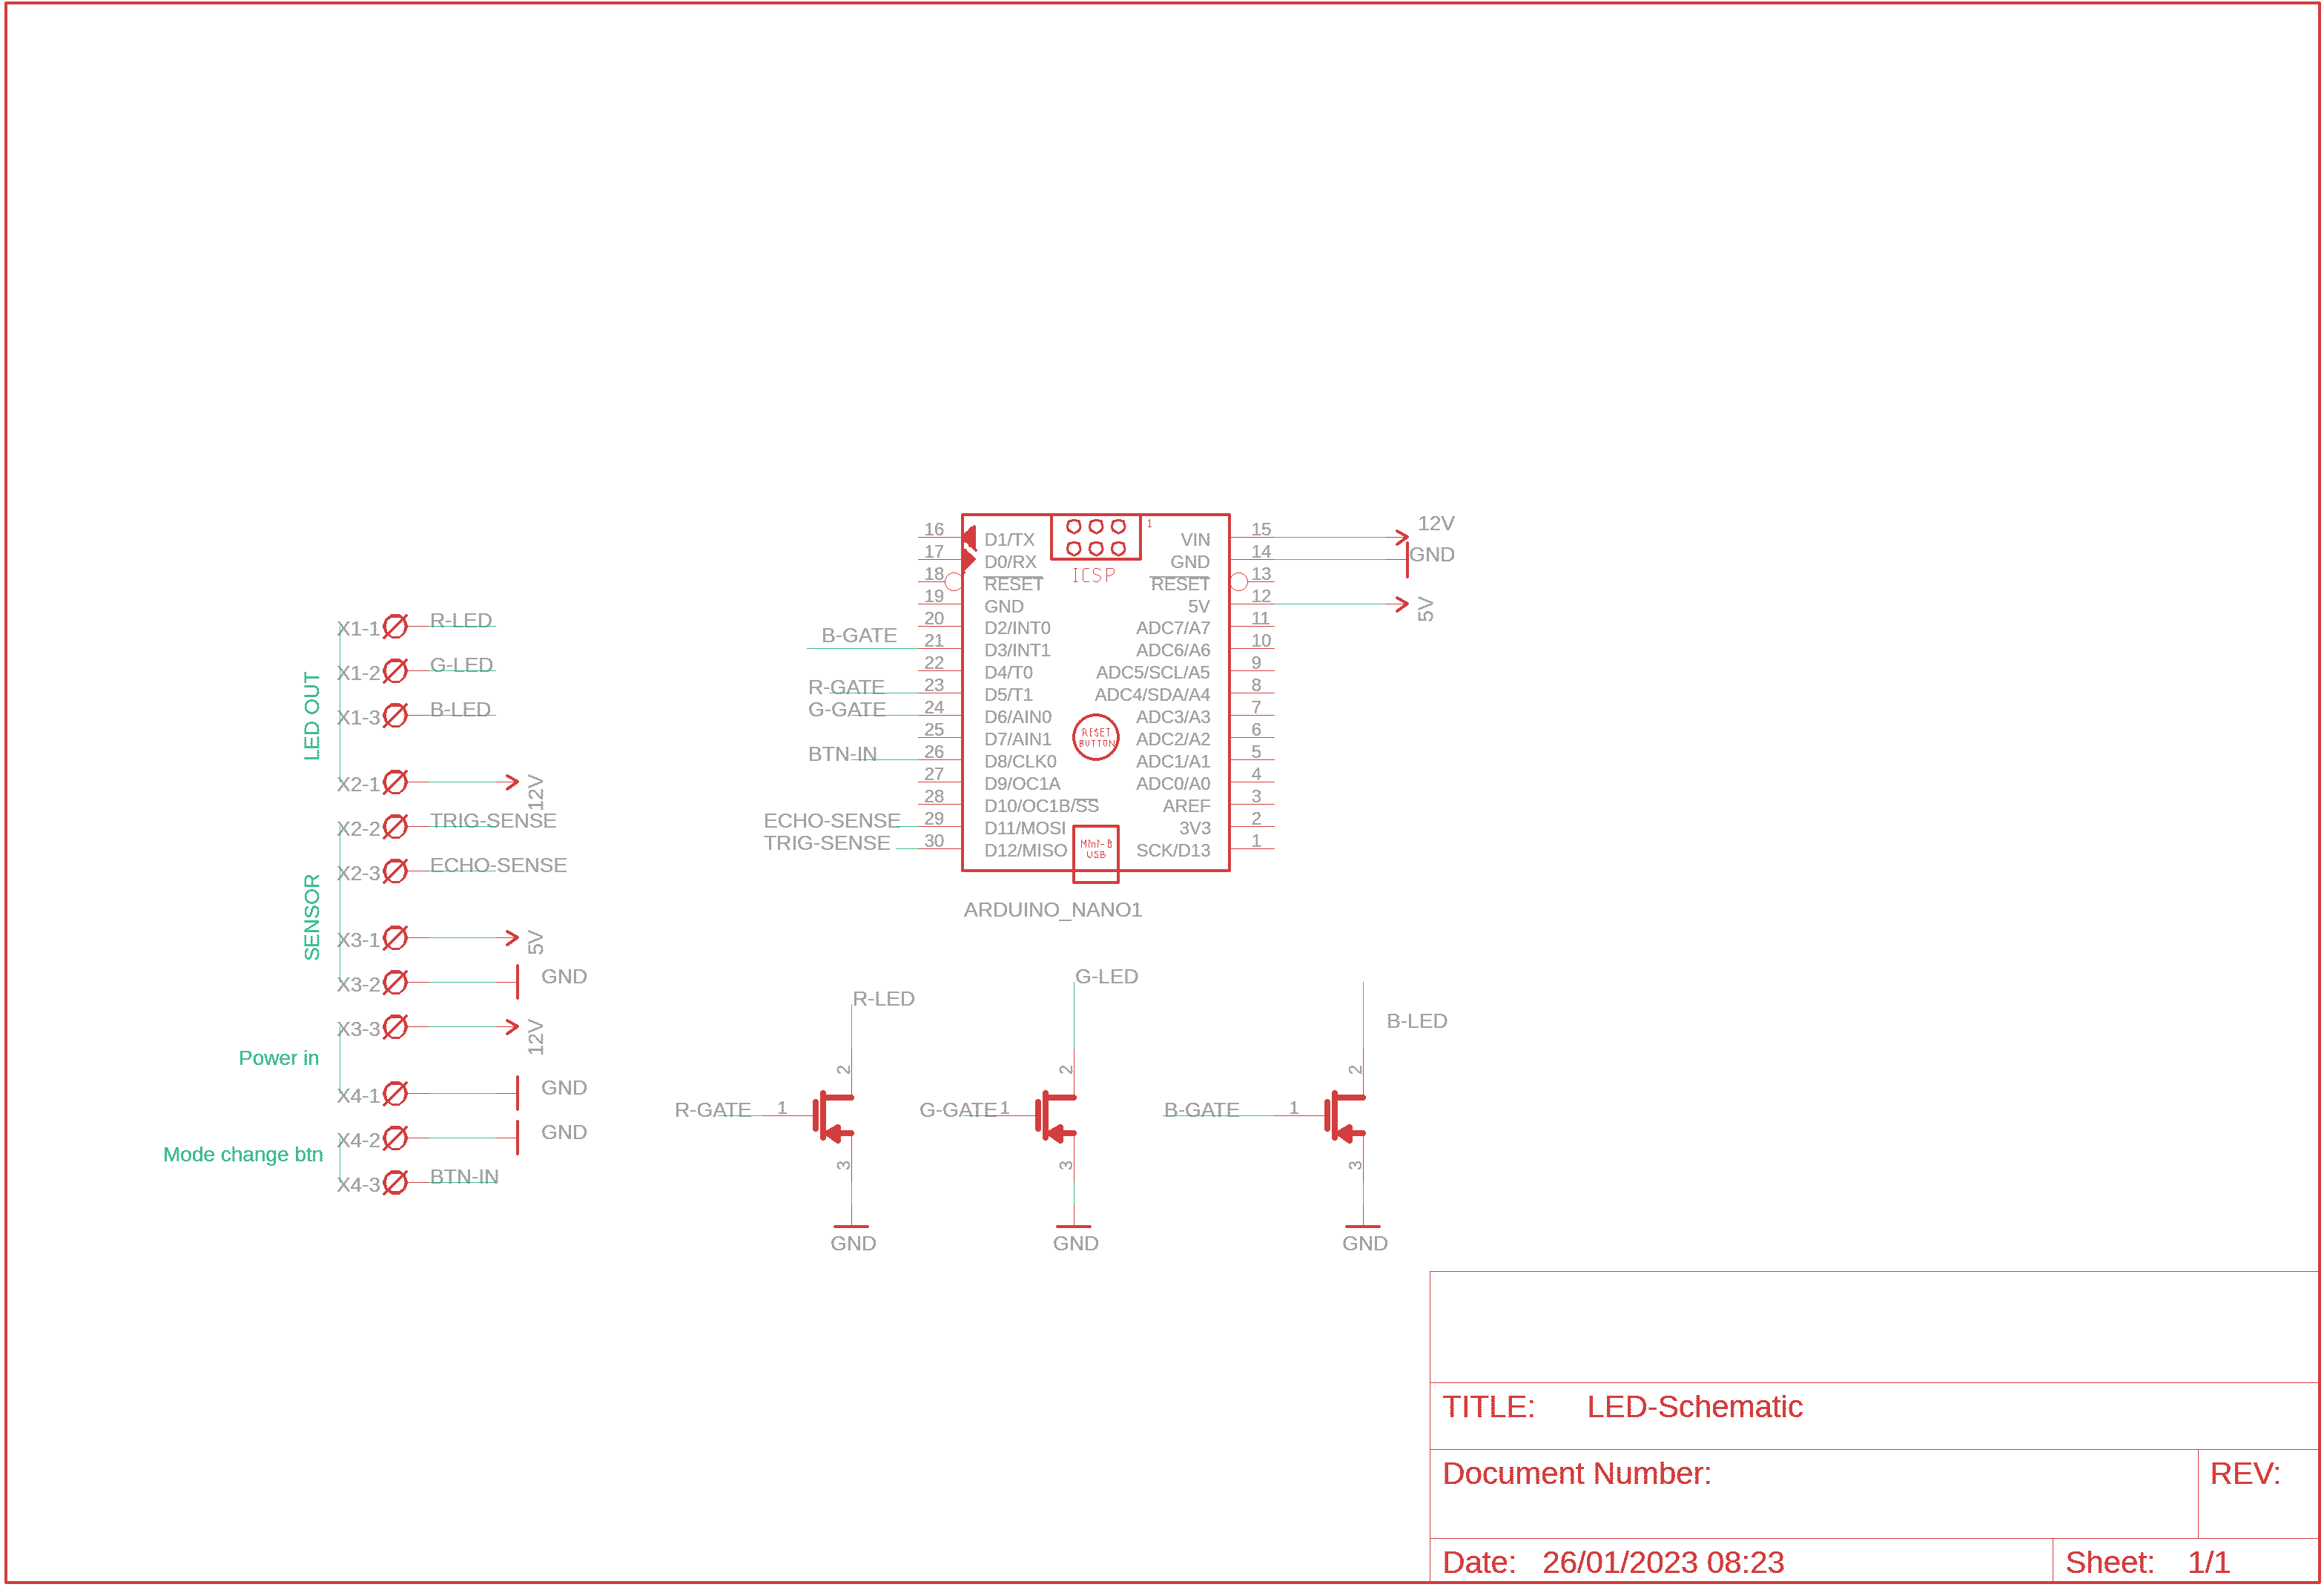 LED OUT
X1-1 R-LED
X1-2 G-LED
X1-3 B-LED
X2-1 12V
SENSOR
X2-2 TRIG-SENSE
X2-3 ECHO-SENSE
X3-1 5V
X3-2 GND
Power in
X3-3 12V
X4-1 GND
Mode change btn
X4-2 GND
X4-3 BTN-IN
16 D1/TX
17 D0/RX
18 RESET
19 GND
20 D2/INT0
B-GATE 21 D3/INT1
22 D4/T0
R-GATE 23 D5/T1
G-GATE 24 D6/AIN0
25 D7/AIN1
BTN-IN 26 D8/CLK0
27 D9/OC1A
28 D10/OC1B/SS
ECHO-SENSE 29 D11/MOSI
TRIG-SENSE 30 D12/MISO
1
ICSP
RESET
BUTTON
Mini-B
USB
VIN 15 12V
GND 14 GND
RESET 13
5V 12 5V
ADC7/A7 11
ADC6/A6 10
ADC5/SCL/A5 9
ADC4/SDA/A4 8
ADC3/A3 7
ADC2/A2 6
ADC1/A1 5
ADC0/A0 4
AREF 3
3V3 2
SCK/D13 1
ARDUINO_NANO1
R-LED
2
R-GATE 1
3
GND
G-LED
2
G-GATE 1
3
GND
B-LED
2
B-GATE 1
3
GND
TITLE: LED-Schematic
Document Number:
REV:
Date: 26/01/2023 08:23
Sheet: 1/1